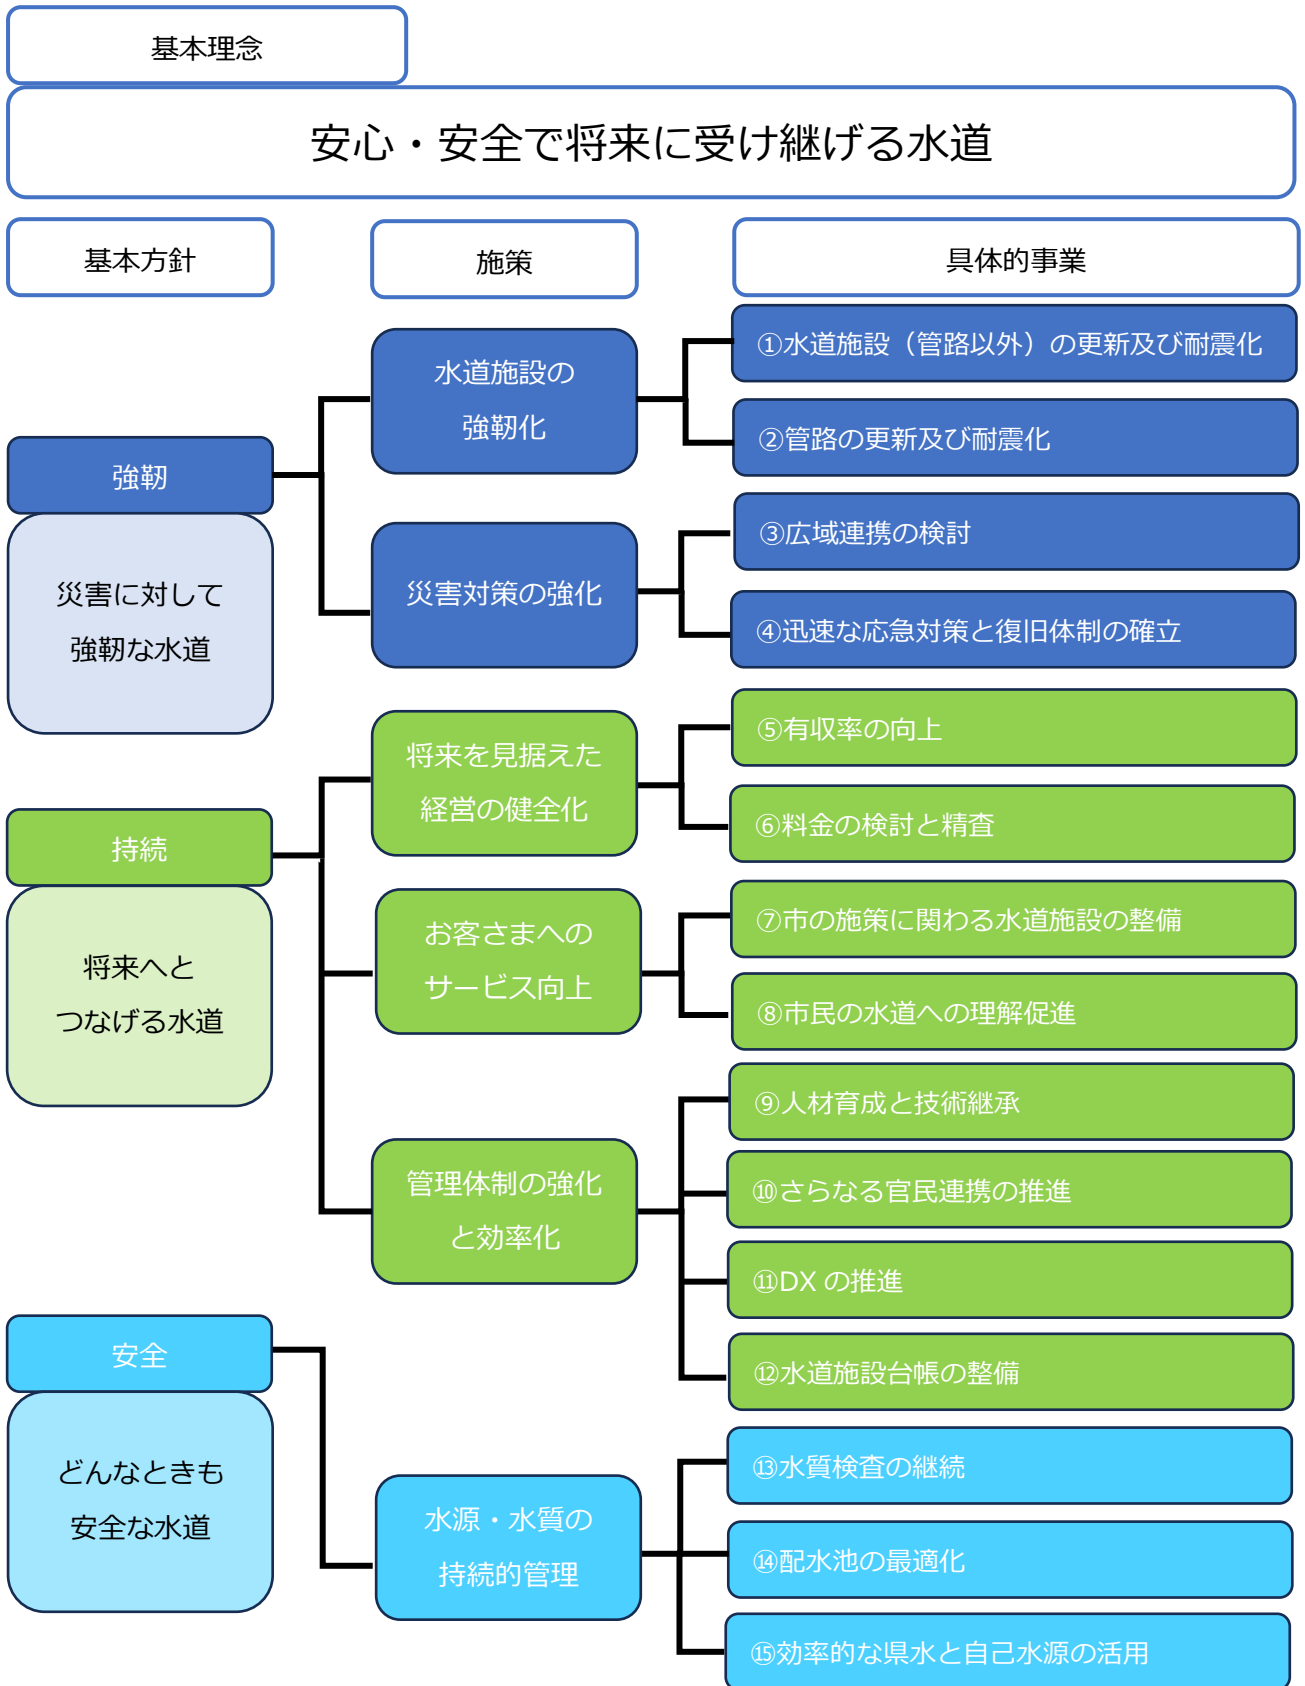 基本理念
安心・安全で将来に受け継げる水道
基本方針
施策
具体的事業
強靭
災害に対して
強靭な水道
水道施設の
強靭化
①水道施設（管路以外）の更新及び耐震化
②管路の更新及び耐震化
災害対策の強化
③広域連携の検討
④迅速な応急対策と復旧体制の確立
持続
将来へと
つなげる水道
将来を見据えた
経営の健全化
⑤有収率の向上
⑥料金の検討と精査
お客さまへの
サービス向上
⑦市の施策に関わる水道施設の整備
⑧市民の水道への理解促進
管理体制の強化
と効率化
⑨人材育成と技術継承
⑩さらなる官民連携の推進
⑪DX の推進
⑫水道施設台帳の整備
安全
どんなときも
安全な水道
水源・水質の
持続的管理
⑬水質検査の継続
⑭配水池の最適化
⑮効率的な県水と自己水源の活用